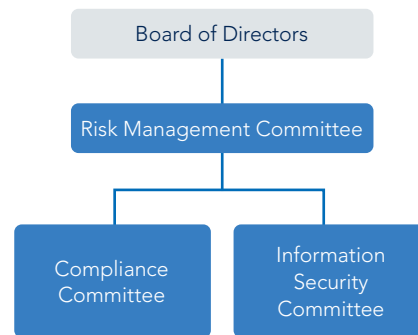 Board of Directors
Risk Management Committee
Compliance
Committee
Information
Security
Committee